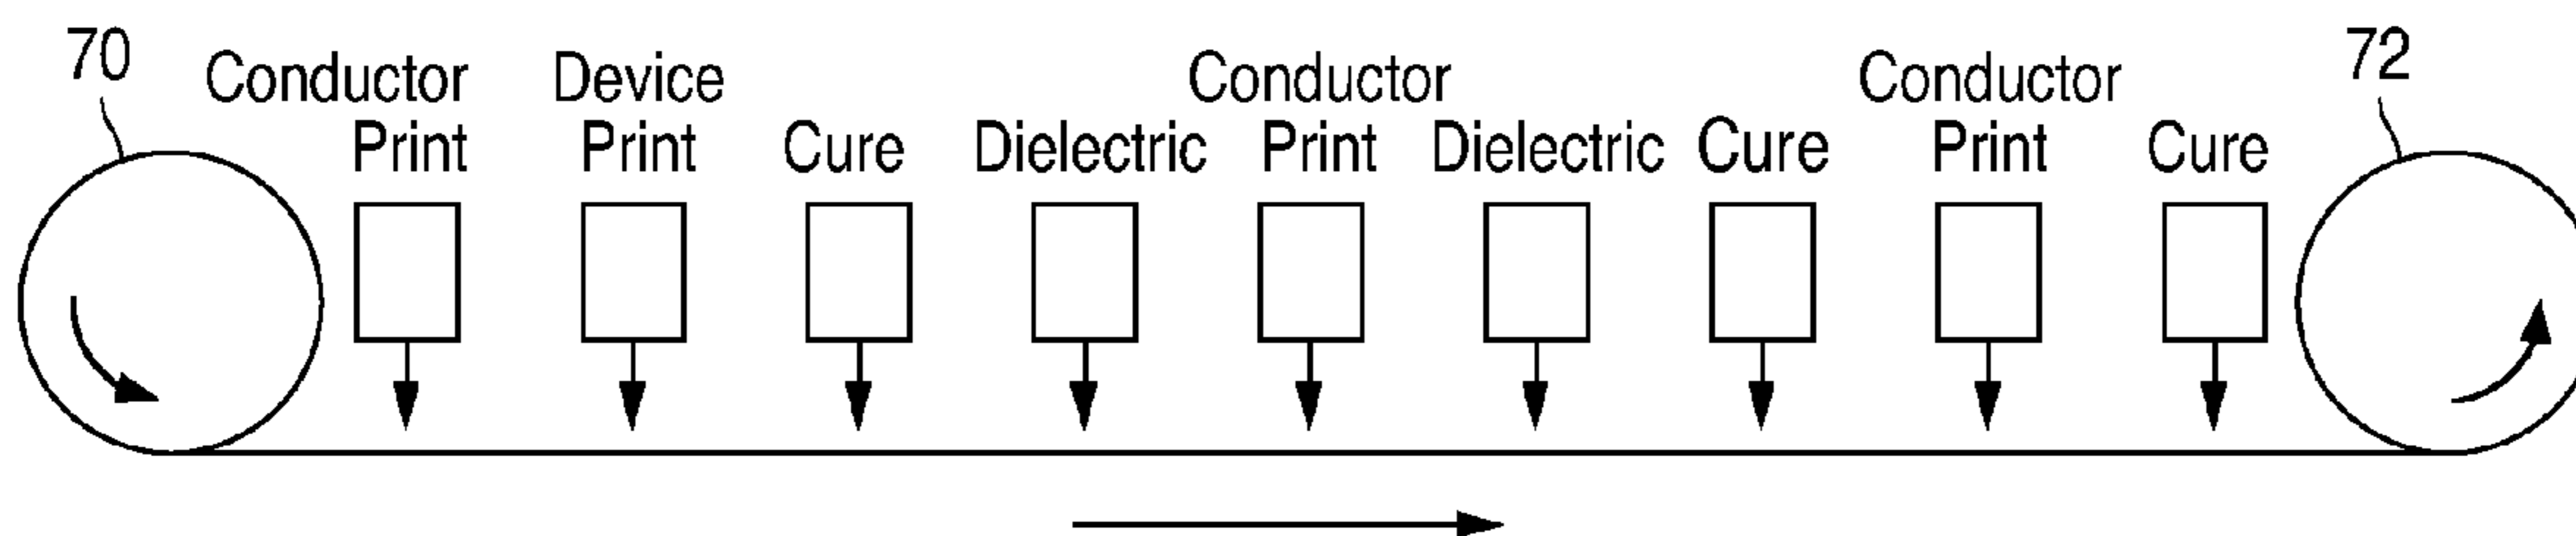 70
Conductor
Print
Device
Print
Cure
Dielectric
Conductor
Print
Dielectric
Cure
Conductor
Print
Cure
72